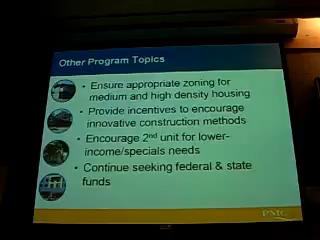 Other Program Topics
• Ensure appropriate zoning for
medium and high density housing
• Provide incentives to encourage
innovative construction methods
• Encourage 2nd unit for lower-
income/specials needs
• Continue seeking federal & state
funds
PMC